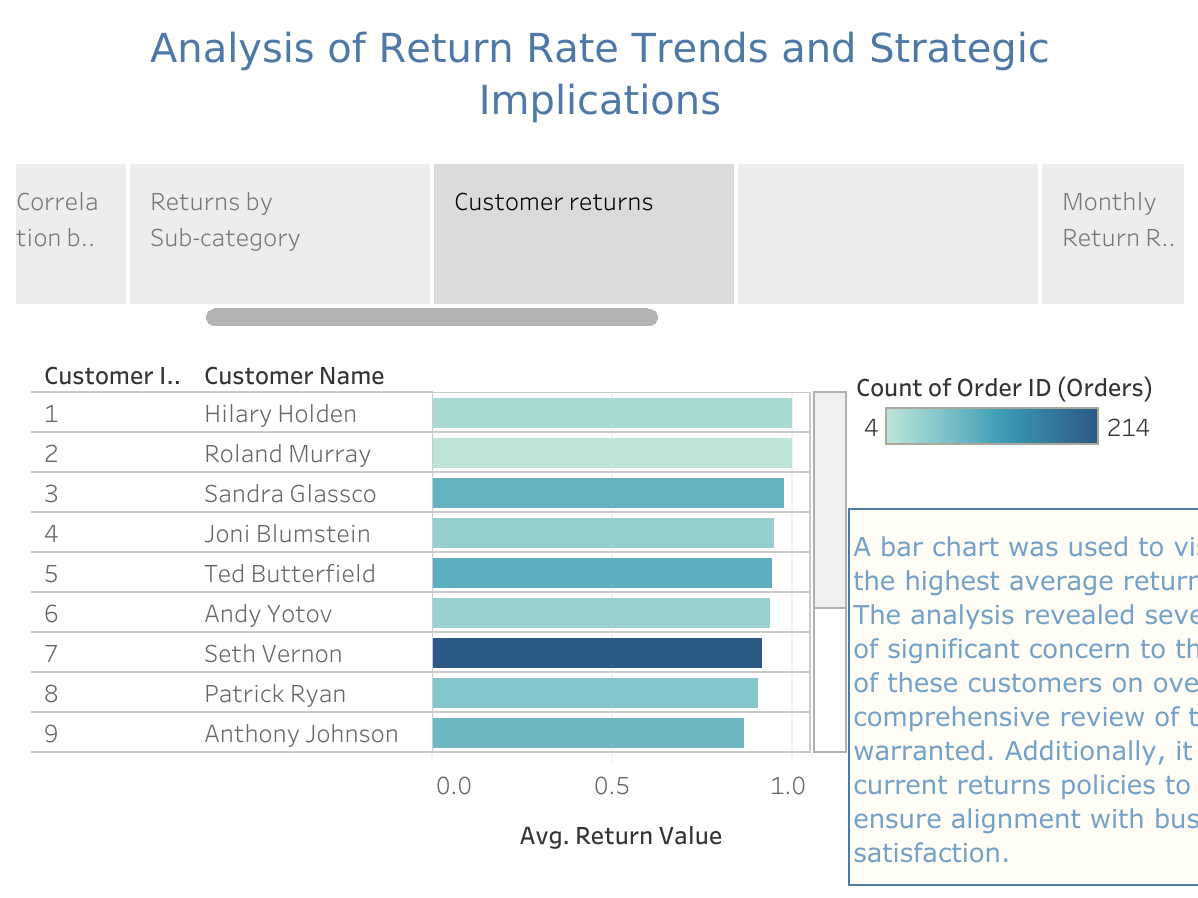 Analysis of Return Rate Trends and Strategic
Implications
Correla
tion b..
Returns by
Sub-category
Customer returns
Monthly
Return R..
Customer I.. Customer Name
1 Hilary Holden
2 Roland Murray
3 Sandra Glassco
4 Joni Blumstein
5 Ted Butterfield
6 Andy Yotov
7 Seth Vernon
8 Patrick Ryan
9 Anthony Johnson
0.0 0.5 1.0
Avg. Return Value
Count of Order ID (Orders)
4 214
A bar chart was used to vis
the highest average return
The analysis revealed seve
of significant concern to th
of these customers on ove
comprehensive review of t
warranted. Additionally, it
current returns policies to
ensure alignment with bus
satisfaction.